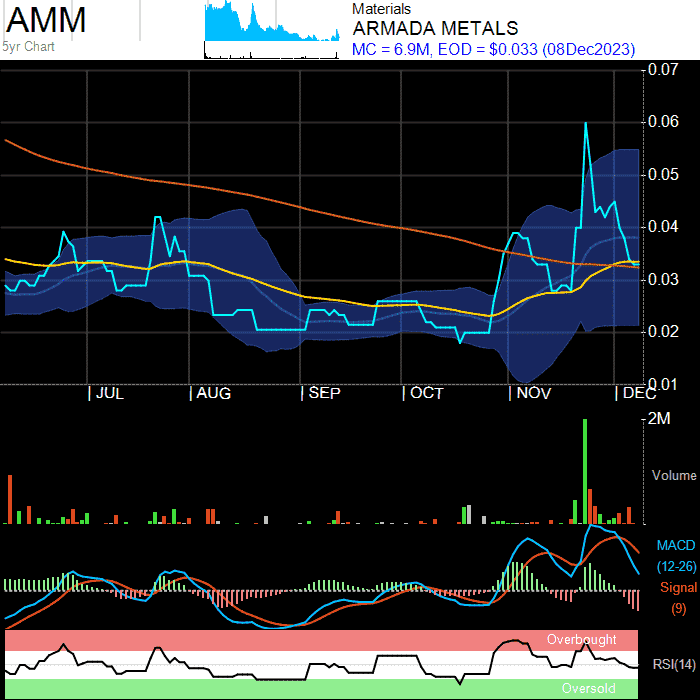 AMM
5yr Chart
Materials
ARMADA METALS
MC = 6.9M, EOD = $0.033 (08Dec2023)
0.07
0.06
0.05
0.04
0.03
0.02
0.01
JUL AUG SEP OCT NOV DEC
2M
Volume
MACD
(12-26)
Signal
(9)
Overbought
RSI(14)
Oversold